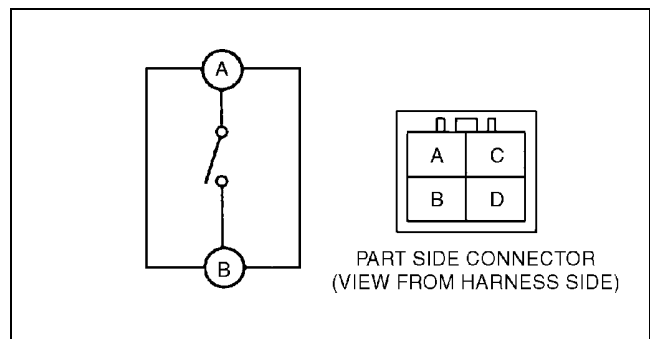 A
B
A C
B D
PART SIDE CONNECTOR
(VIEW FROM HARNESS SIDE)